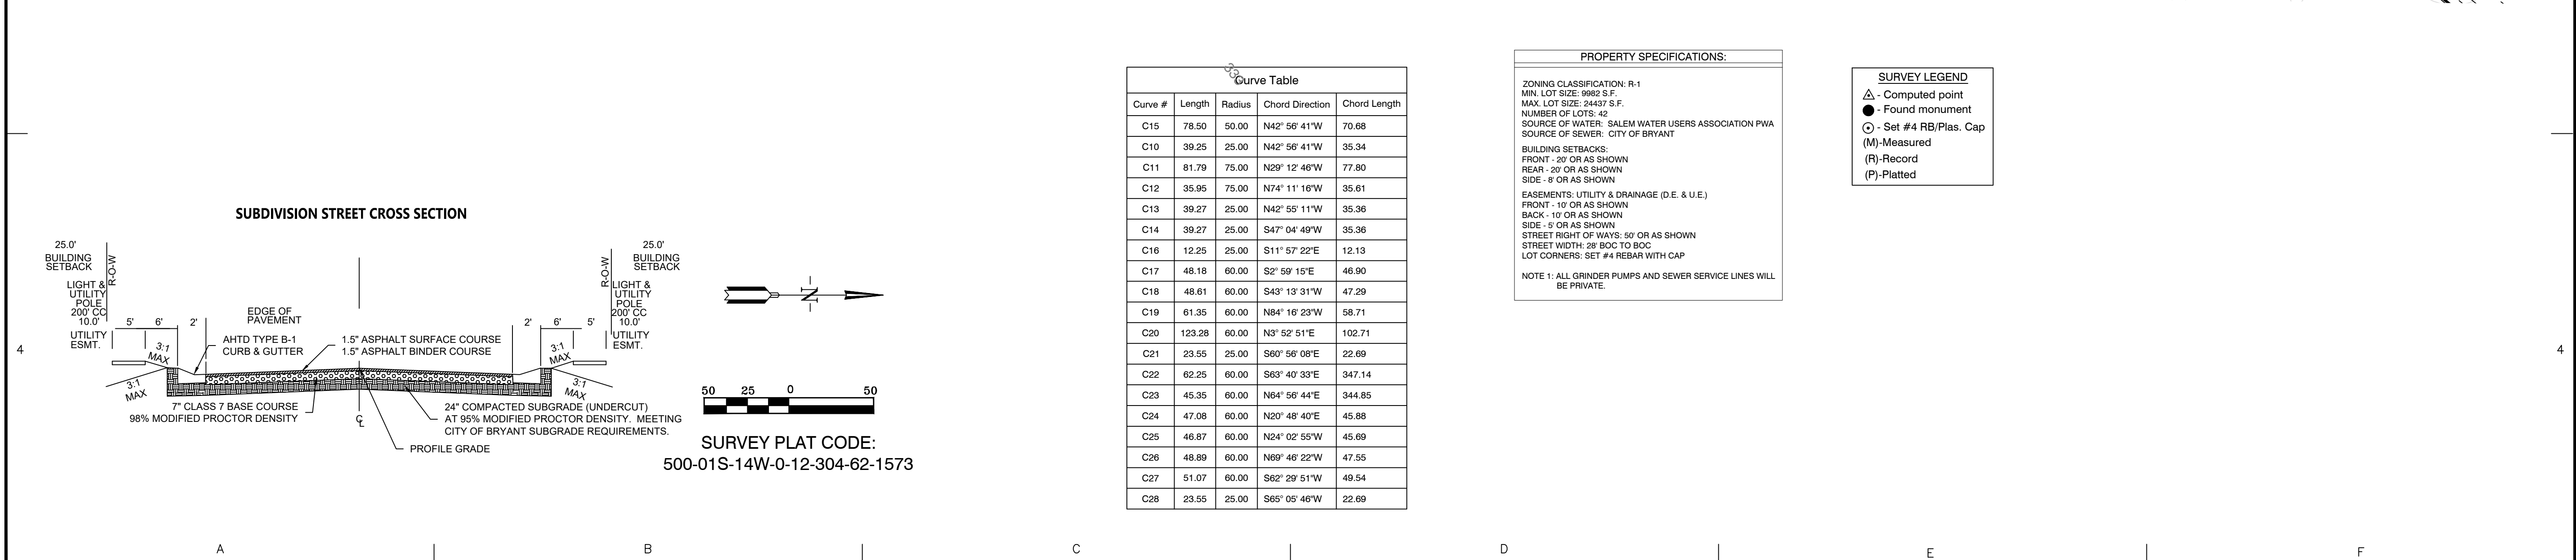 SUBDIVISION STREET CROSS SECTION
25.0'
BUILDING
SETBACK
R-O-W
LIGHT &
UTILITY
POLE
200' CC
10.0'
UTILITY
ESMT.
5'
6'
2'
3:1
MAX
3:1
MAX
EDGE OF
PAVEMENT
AHTD TYPE B-1
CURB & GUTTER
1.5" ASPHALT SURFACE COURSE
1.5" ASPHALT BINDER COURSE
2'
6'
5'
25.0'
BUILDING
SETBACK
R-O-W
LIGHT &
UTILITY
POLE
200' CC
10.0'
UTILITY
ESMT.
3:1
MAX
3:1
MAX
7" CLASS 7 BASE COURSE
98% MODIFIED PROCTOR DENSITY
24" COMPACTED SUBGRADE (UNDERCUT)
AT 95% MODIFIED PROCTOR DENSITY. MEETING
CITY OF BRYANT SUBGRADE REQUIREMENTS.
PROFILE GRADE
CL
N
50 25 0 50
SURVEY PLAT CODE:
500-01S-14W-0-12-304-62-1573
Curve Table
Curve # Length Radius Chord Direction Chord Length
C15 78.50 50.00 N42° 56' 41"W 70.68
C10 39.25 25.00 N42° 56' 41"W 35.34
C11 81.79 75.00 N29° 12' 46"W 77.80
C12 35.95 75.00 N74° 11' 16"W 35.61
C13 39.27 25.00 N42° 55' 11"W 35.36
C14 39.27 25.00 S47° 04' 49"W 35.36
C16 12.25 25.00 S11° 57' 22"E 12.13
C17 48.18 60.00 S2° 59' 15"E 46.90
C18 48.61 60.00 S43° 13' 31"W 47.29
C19 61.35 60.00 N84° 16' 23"W 58.71
C20 123.28 60.00 N3° 52' 51"E 102.71
C21 23.55 25.00 S60° 56' 08"E 22.69
C22 62.25 60.00 S63° 40' 33"E 347.14
C23 45.35 60.00 N64° 56' 44"E 344.85
C24 47.08 60.00 N20° 48' 40"E 45.88
C25 46.87 60.00 N24° 02' 55"W 45.69
C26 48.89 60.00 N69° 46' 22"W 47.55
C27 51.07 60.00 S62° 29' 51"W 49.54
C28 23.55 25.00 S65° 05' 46"W 22.69
PROPERTY SPECIFICATIONS:
ZONING CLASSIFICATION: R-1
MIN. LOT SIZE: 9982 S.F.
MAX. LOT SIZE: 24437 S.F.
NUMBER OF LOTS: 42
SOURCE OF WATER: SALEM WATER USERS ASSOCIATION PWA
SOURCE OF SEWER: CITY OF BRYANT
BUILDING SETBACKS:
FRONT - 20' OR AS SHOWN
REAR - 20' OR AS SHOWN
SIDE - 8' OR AS SHOWN
EASEMENTS: UTILITY & DRAINAGE (D.E. & U.E.)
FRONT - 10' OR AS SHOWN
BACK - 10' OR AS SHOWN
SIDE - 5' OR AS SHOWN
STREET RIGHT OF WAYS: 50' OR AS SHOWN
STREET WIDTH: 28' BOC TO BOC
LOT CORNERS: SET #4 REBAR WITH CAP
NOTE 1: ALL GRINDER PUMPS AND SEWER SERVICE LINES WILL
BE PRIVATE.
SURVEY LEGEND
- Computed point
- Found monument
- Set #4 RB/Plas. Cap
(M)-Measured
(R)-Record
(P)-Platted
4
4
A B C D E F